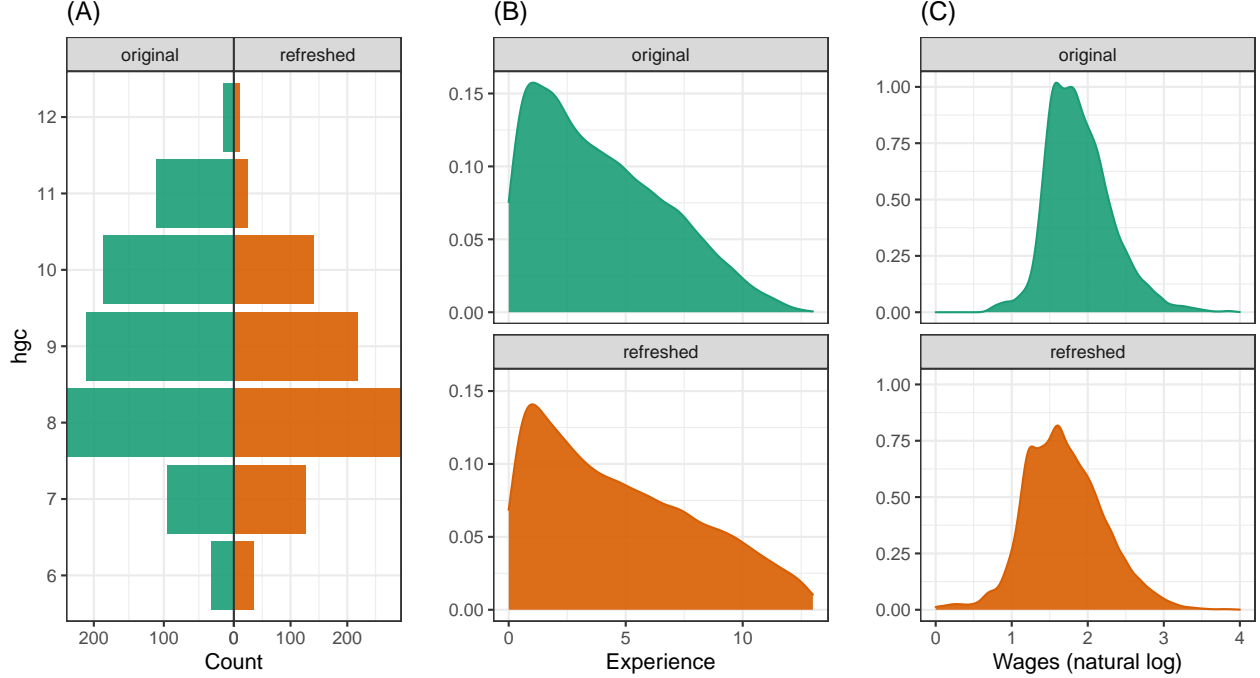 (A)
original refreshed
12
11
10
9
8
7
6
hgc
200 100 0 0 100 200
Count
(B)
original
0.15
0.10
0.05
0.00
refreshed
0.15
0.10
0.05
0.00
0 5 10
Experience
(C)
original
1.00
0.75
0.50
0.25
0.00
refreshed
1.00
0.75
0.50
0.25
0.00
0 1 2 3 4
Wages (natural log)